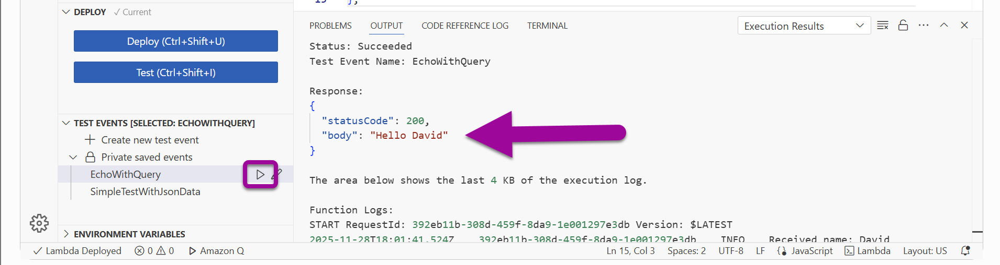 DEPLOY ✓ Current
Deploy (Ctrl+Shift+U)
Test (Ctrl+Shift+I)
TEST EVENTS [SELECTED: ECHOWITHQUERY]
Create new test event
Private saved events
EchoWithQuery
SimpleTestWithJsonData
ENVIRONMENT VARIABLES
15 };
PROBLEMS OUTPUT CODE REFERENCE LOG TERMINAL Execution Results
Status: Succeeded
Test Event Name: EchoWithQuery
Response:
{
"statusCode": 200,
"body": "Hello David"
}
The area below shows the last 4 KB of the execution log.
Function Logs:
START RequestId: 392eb11b-308d-459f-8da9-1e001297e3db Version: $LATEST
2025-11-28T18:01:41.524Z 392eb11b-308d-459f-8da9-1e001297e3db INFO Received name: David
Lambda Deployed 0 0 Amazon Q Ln 15, Col 3 Spaces: 2 UTF-8 LF JavaScript Lambda Layout: US